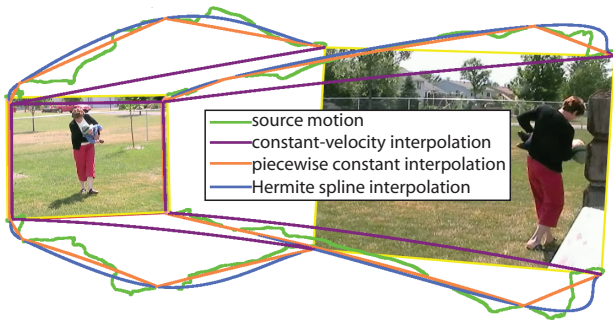 source motion
constant-velocity interpolation
piecewise constant interpolation
Hermite spline interpolation